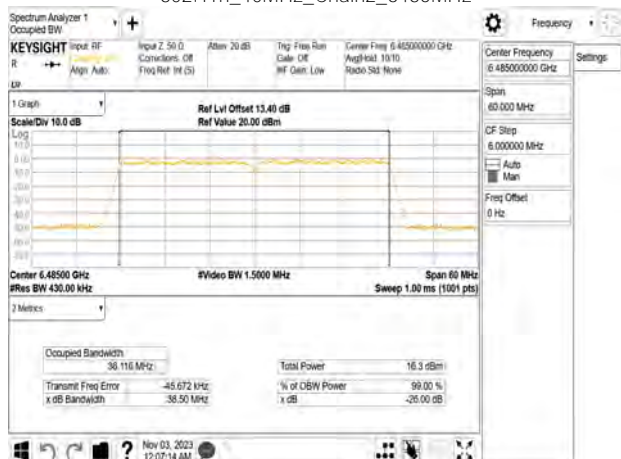 Spectrum Analyzer 1
Occupied BW
+
Frequency
KEYSIGHT Input: RF
R
Align: Auto
Input Z: 50 Ω
Corrections: Off
Freq Ref: Int (S)
Atten: 20 dB
Trig: Free Run
Gate: Off
#IF Gain: Low
Center Freq: 6.485000000 GHz
Avg|Hold: 10/10
Radio Std: None
Center Frequency
6.485000000 GHz
Settings
Span
60.000 MHz
CF Step
6.000000 MHz
Auto
Man
Freq Offset
0 Hz
1 Graph
Scale/Div 10.0 dB
Ref Lvl Offset 13.40 dB
Ref Value 20.00 dBm
Log
Center 6.48500 GHz
#Res BW 430.00 kHz
#Video BW 1.5000 MHz
Span 60 MHz
Sweep 1.00 ms (1001 pts)
2 Metrics
Occupied Bandwidth
36.116 MHz
Total Power 16.3 dBm
Transmit Freq Error -45.672 kHz
% of OBW Power 99.00 %
x dB Bandwidth 38.50 MHz
x dB -26.00 dB
?
Nov 03, 2023
12:07:14 AM